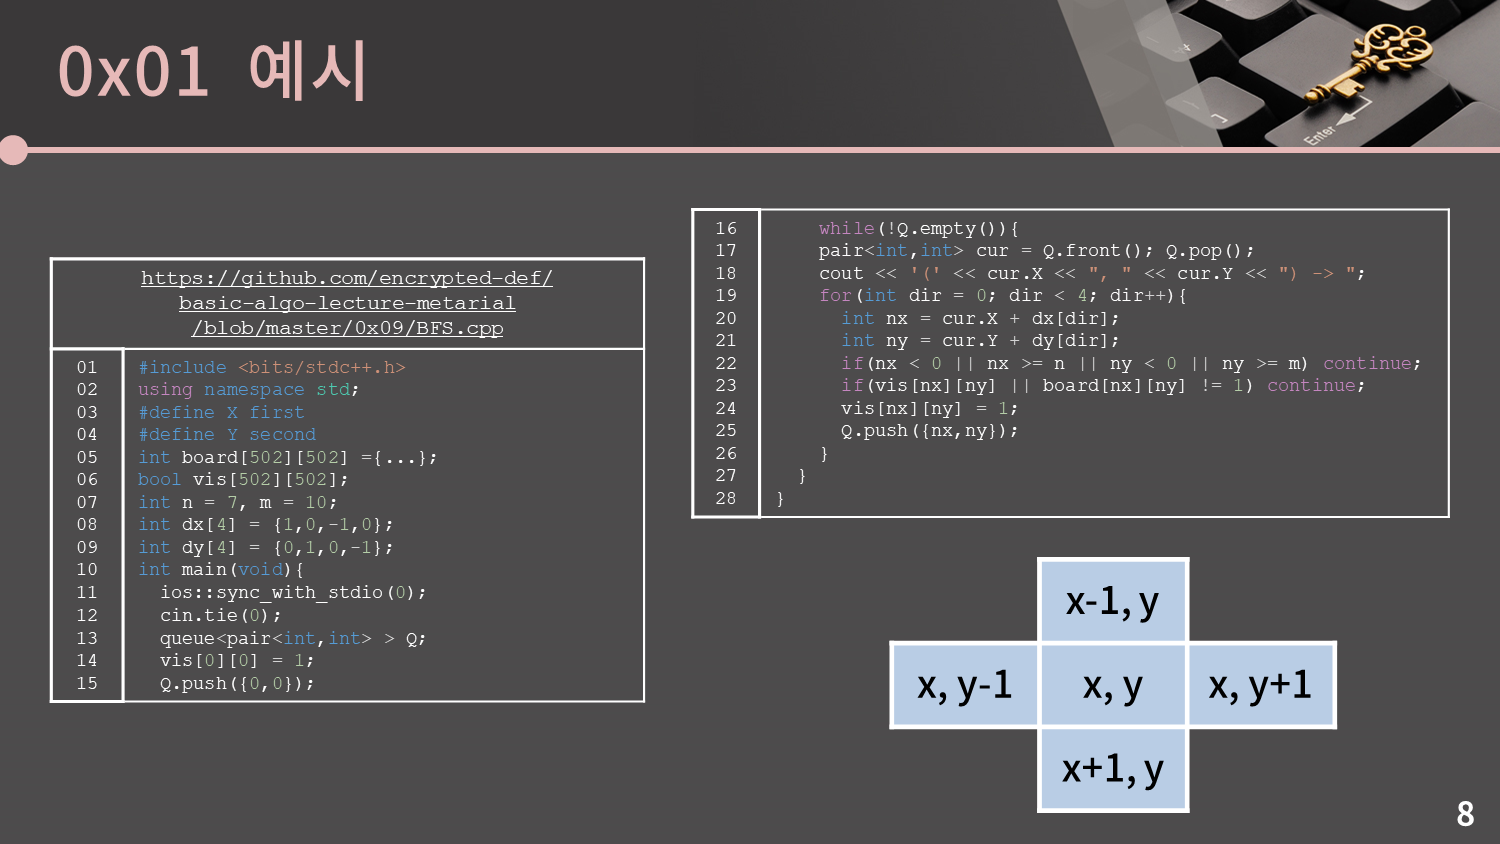 0x01 예시
https://github.com/encrypted-def/
basic-algo-lecture-metarial
/blob/master/0x09/BFS.cpp
01 #include <bits/stdc++.h>
02 using namespace std;
03 #define X first
04 #define Y second
05 int board[502][502] ={...};
06 bool vis[502][502];
07 int n = 7, m = 10;
08 int dx[4] = {1,0,-1,0};
09 int dy[4] = {0,1,0,-1};
10 int main(void){
11 ios::sync_with_stdio(0);
12 cin.tie(0);
13 queue<pair<int,int> > Q;
14 vis[0][0] = 1;
15 Q.push({0,0});
16 while(!Q.empty()){
17 pair<int,int> cur = Q.front(); Q.pop();
18 cout << '(' << cur.X << ", " << cur.Y << ") -> ";
19 for(int dir = 0; dir < 4; dir++){
20 int nx = cur.X + dx[dir];
21 int ny = cur.Y + dy[dir];
22 if(nx < 0 || nx >= n || ny < 0 || ny >= m) continue;
23 if(vis[nx][ny] || board[nx][ny] != 1) continue;
24 vis[nx][ny] = 1;
25 Q.push({nx,ny});
26 }
27 }
28 }
x-1, y
x, y-1 x, y x, y+1
x+1, y
Enter
8